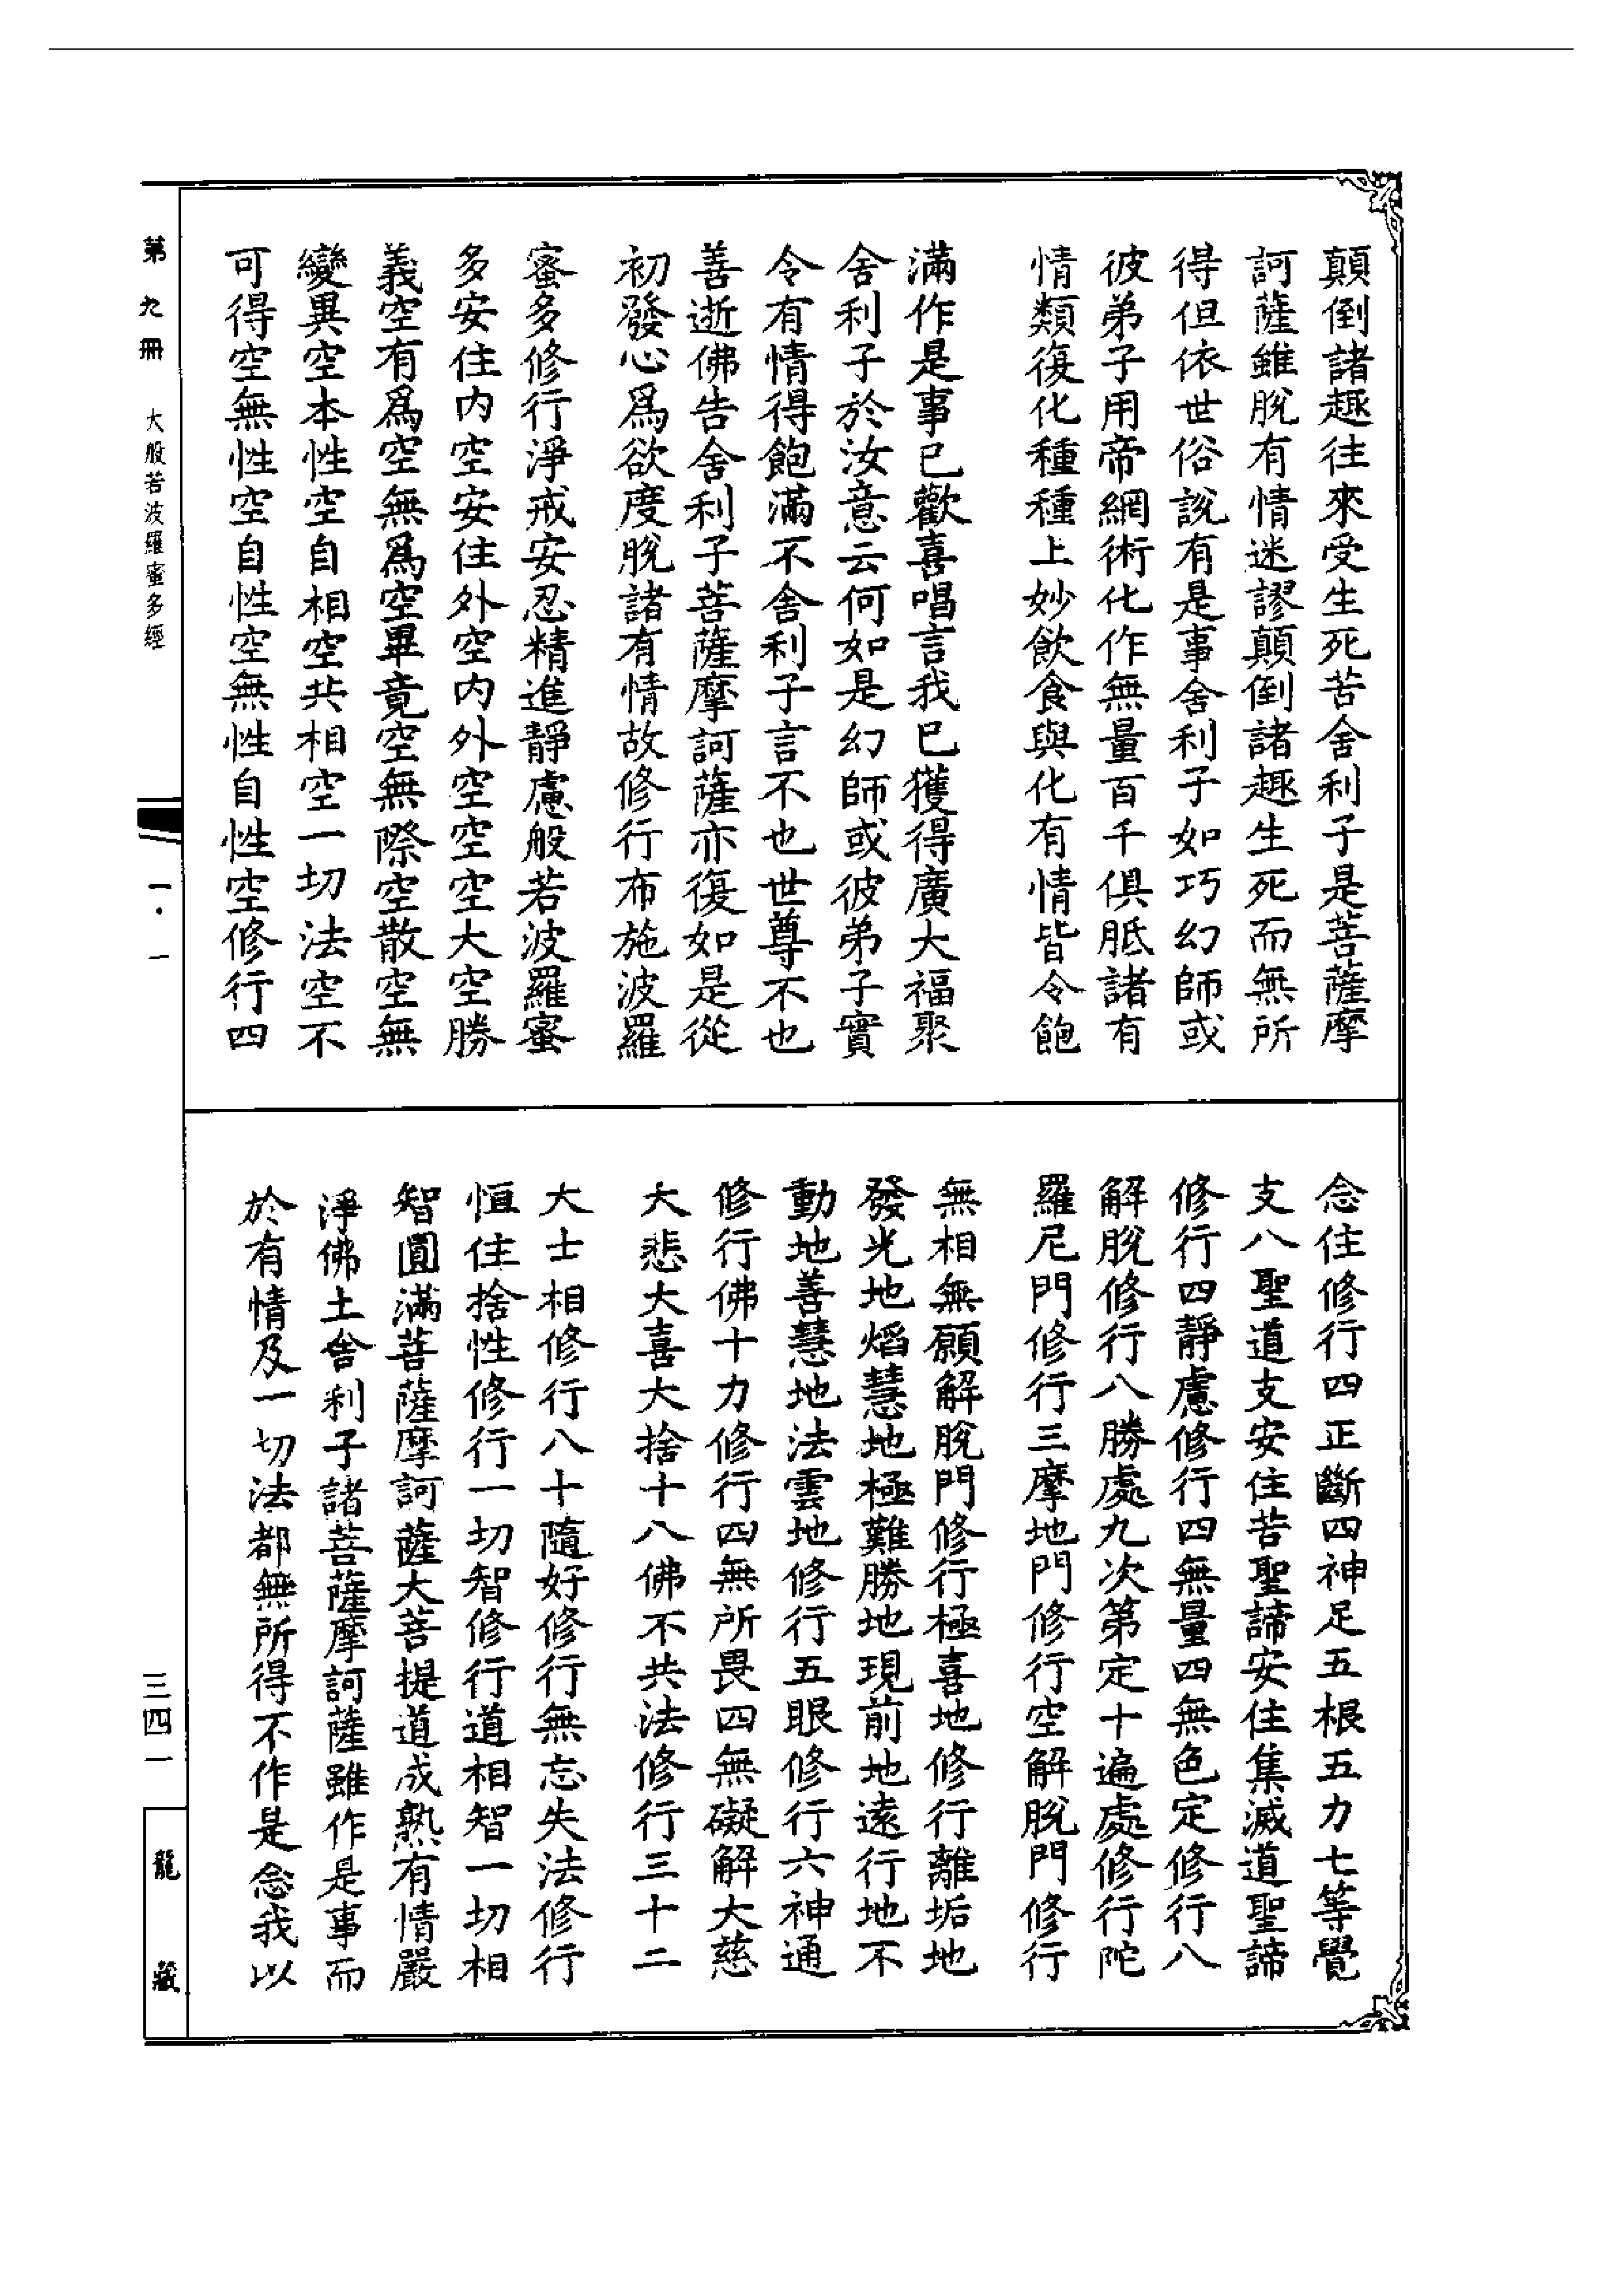 顛倒諸趣往來受生死苦舍利子是菩薩摩
訶薩雖脫有情迷謬顛倒諸趣生死而無所
得但依世俗說有是事舍利子如巧幻師或
彼弟子用帝網術化作無量百千俱胝諸有
情類復化種種上妙飲食與化有情皆令飽
滿作是事已歡喜唱言我已獲得廣大福聚
舍利子於汝意云何如是幻師或彼弟子實
令有情得飽滿不舍利子言不也世尊不也
善逝佛告舍利子菩薩摩訶薩亦復如是從
初發心為欲度脫諸有情故修行布施波羅
蜜多修行淨戒安忍精進靜慮般若波羅蜜
多安住內空安住外空內外空空空大空勝
義空有為空無為空畢竟空無際空散空無
變異空本性空自相空共相空一切法空不
可得空無性空自性空無性自性空修行四
念住修行四正斷四神足五根五力七等覺
支八聖道支安住苦聖諦安住集滅道聖諦
修行四靜慮修行四無量四無色定修行八
解脫修行八勝處九次第定十遍處修行陀
羅尼門修行三摩地門修行空解脫門修行
無相無願解脫門修行極喜地修行離垢地
發光地焰慧地極難勝地現前地遠行地不
動地善慧地法雲地修行五眼修行六神通
修行佛十力修行四無所畏四無礙解大慈
大悲大喜大捨十八佛不共法修行三十二
大士相修行八十隨好修行無忘失法修行
恒住捨性修行一切智修行道相智一切相
智圓滿菩薩摩訶薩大菩提道成熟有情嚴
淨佛土舍利子諸菩薩摩訶薩雖作是事而
於有情及一切法都無所得不作是念我以
第九冊 大般若波羅蜜多經 一·一 三四一 龍藏